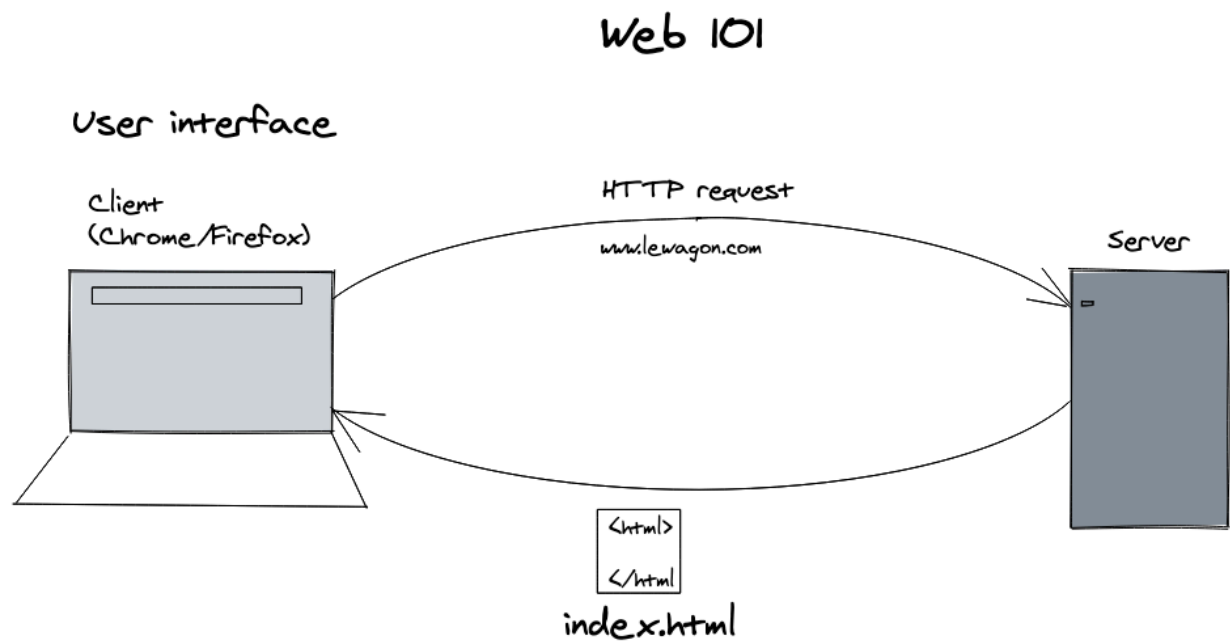 Web 101
User interface
Client
(Chrome/Firefox)
HTTP request
www.lewagon.com
Server
<html>
</html
index.html